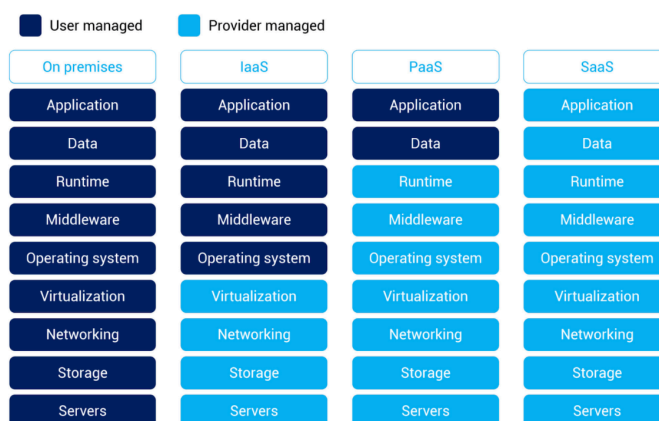 User managed Provider managed
On premises IaaS PaaS SaaS
Application Application Application Application
Data Data Data Data
Runtime Runtime Runtime Runtime
Middleware Middleware Middleware Middleware
Operating system Operating system Operating system Operating system
Virtualization Virtualization Virtualization Virtualization
Networking Networking Networking Networking
Storage Storage Storage Storage
Servers Servers Servers Servers